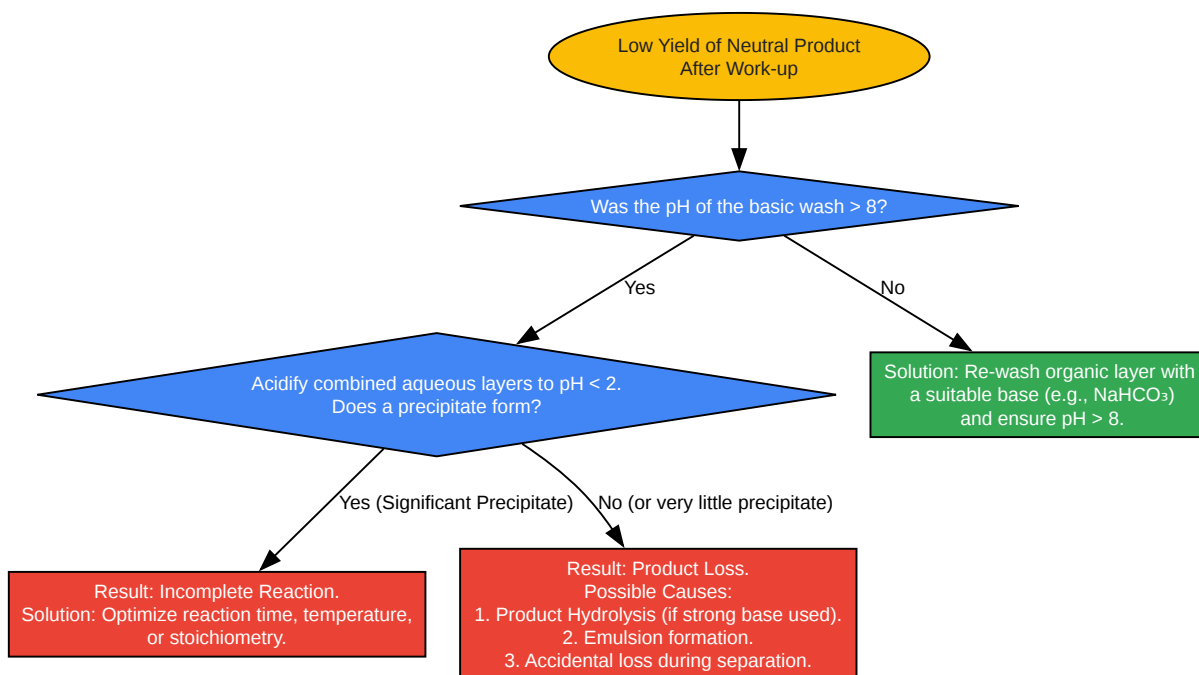 Low Yield of Neutral Product
After Work-up
Was the pH of the basic wash > 8?
Yes
No
Acidify combined aqueous layers to pH < 2.
Does a precipitate form?
Solution: Re-wash organic layer with
a suitable base (e.g., NaHCO₃)
and ensure pH > 8.
Yes (Significant Precipitate)
No (or very little precipitate)
Result: Incomplete Reaction.
Solution: Optimize reaction time, temperature,
or stoichiometry.
Result: Product Loss.
Possible Causes:
1. Product Hydrolysis (if strong base used).
2. Emulsion formation.
3. Accidental loss during separation.